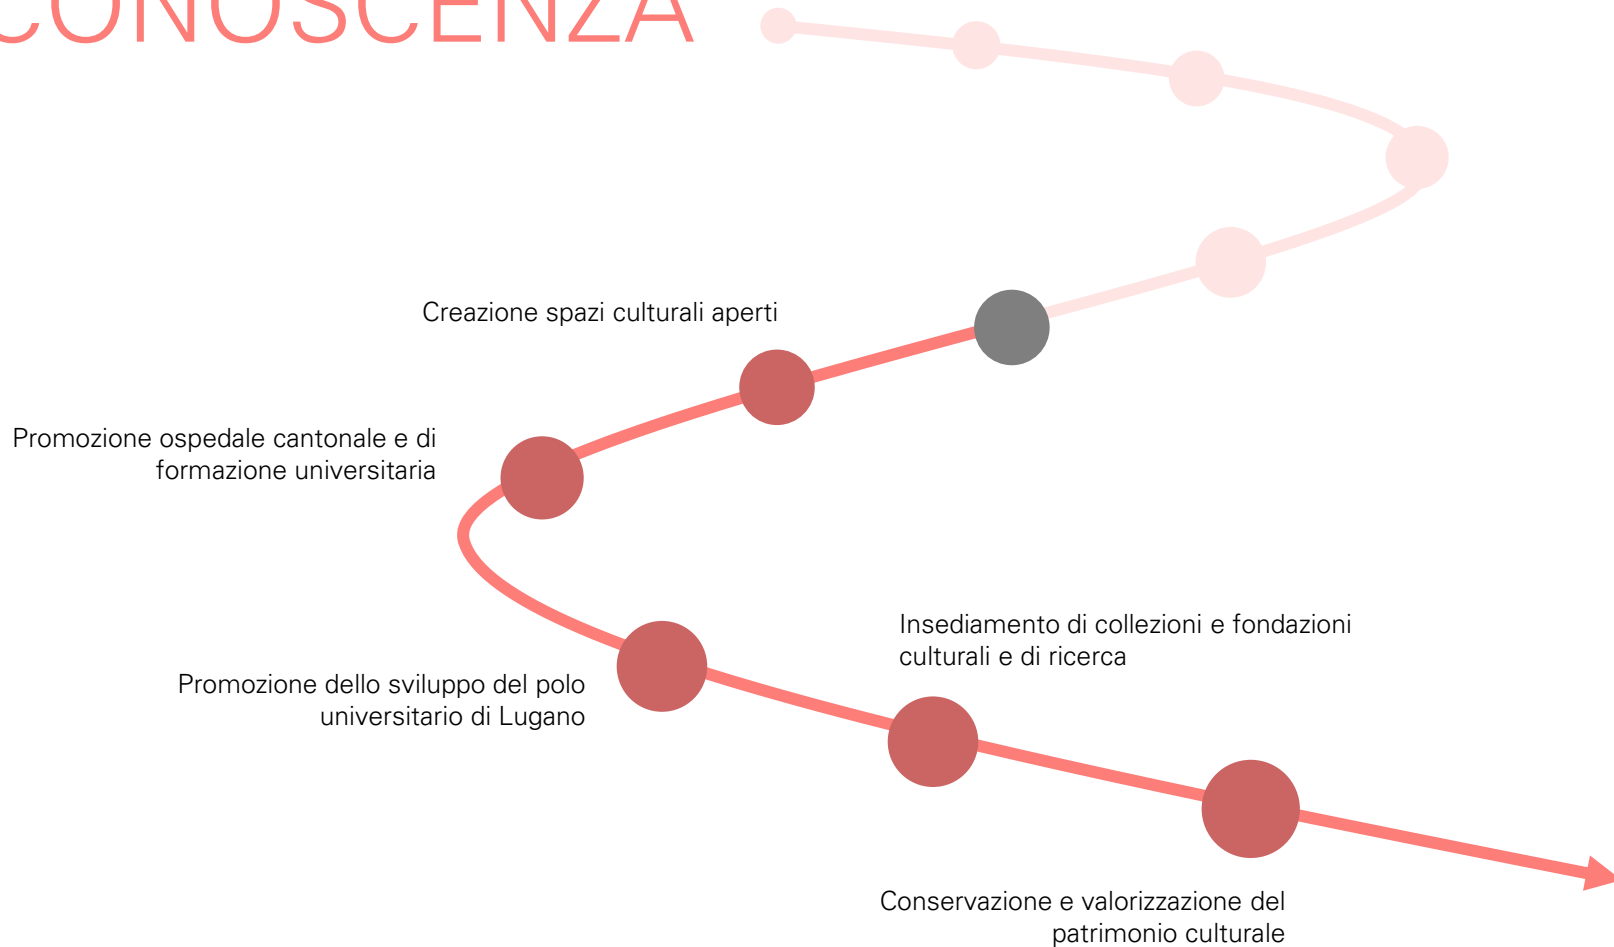 CONOSCENZA
Creazione spazi culturali aperti
Promozione ospedale cantonale e di
formazione universitaria
Promozione dello sviluppo del polo
universitario di Lugano
Insediamento di collezioni e fondazioni
culturali e di ricerca
Conservazione e valorizzazione del
patrimonio culturale